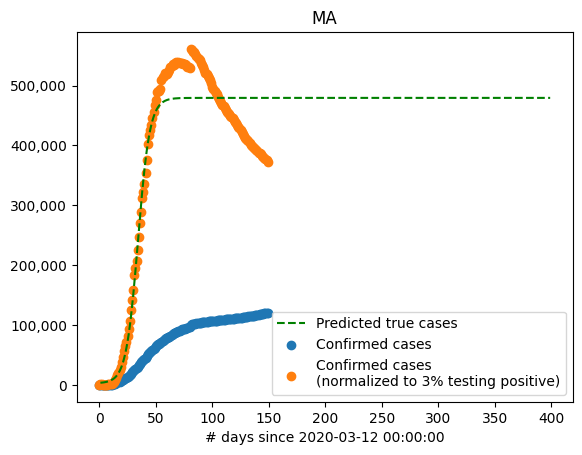 MA
500,000
400,000
300,000
200,000
100,000
0
0 50 100 150 200 250 300 350 400
# days since 2020-03-12 00:00:00
Predicted true cases
Confirmed cases
Confirmed cases
(normalized to 3% testing positive)